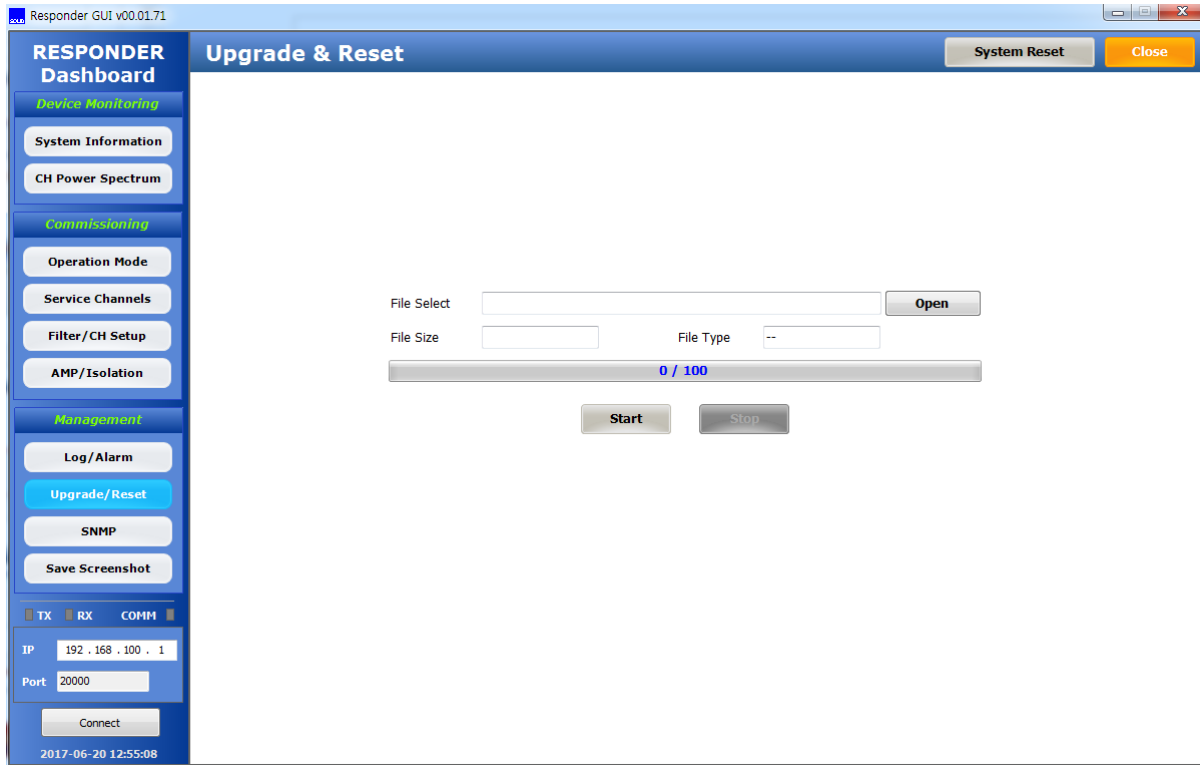 SOLID
Responder GUI v00.01.71
RESPONDER
Dashboard
Upgrade & Reset
System Reset
Close
Device Monitoring
System Information
CH Power Spectrum
Commissioning
Operation Mode
Service Channels
Filter/CH Setup
AMP/Isolation
File Select
Open
File Size
File Type
--
0 / 100
Start
Stop
Management
Log/Alarm
Upgrade/Reset
SNMP
Save Screenshot
TX RX COMM
IP 192 . 168 . 100 . 1
Port 20000
Connect
2017-06-20 12:55:08